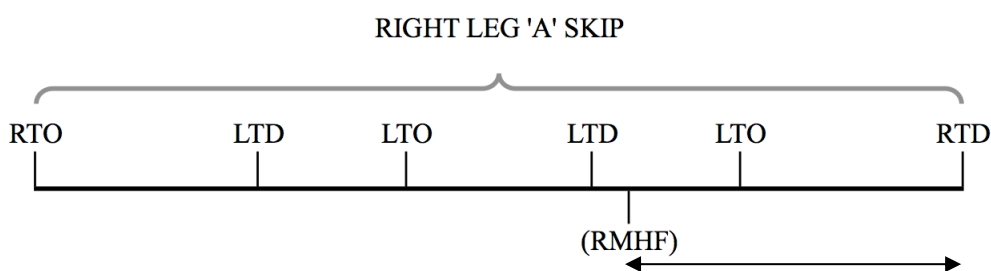 RIGHT LEG 'A' SKIP
RTO LTD LTO LTD LTO RTD
(RMHF)